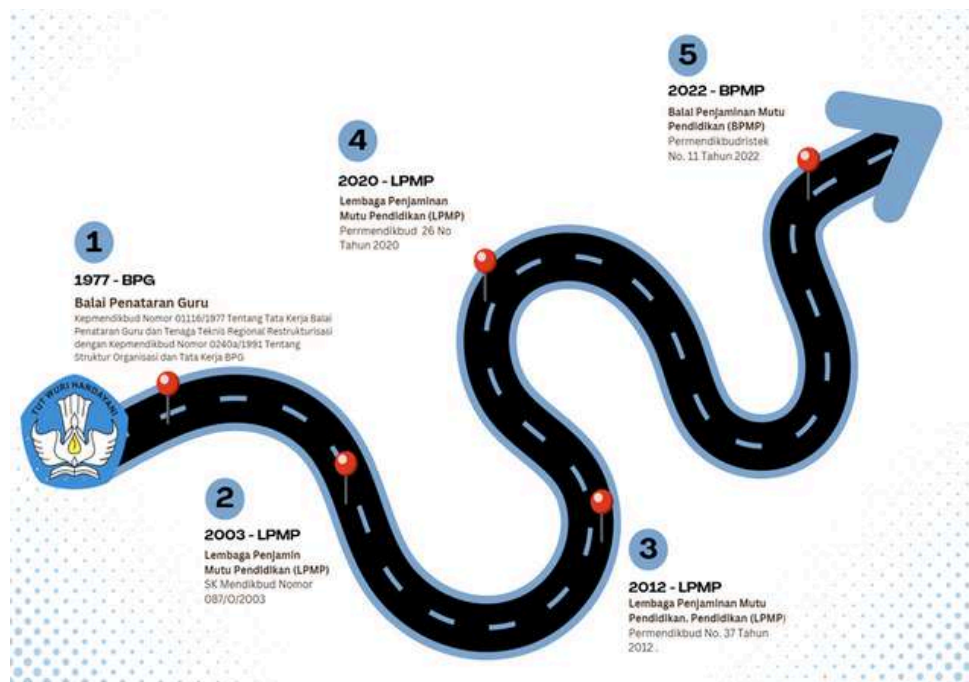 1
1977 - BPG
Balai Penataran Guru
Kepmendikbud Nomor 01116/1977 Tentang Tata Kerja Balai
Penataran Guru dan Tenaga Teknis Regional Restrukturisasi
dengan Kepmendikbud Nomor 0240a/1991 Tentang
Struktur Organisasi dan Tata Kerja BPG
TUT WURI HANDAYANI
2
2003 - LPMP
Lembaga Penjamin
Mutu Pendidikan (LPMP)
SK Mendikbud Nomor
087/O/2003
3
2012 - LPMP
Lembaga Penjaminan Mutu
Pendidikan. Pendidikan (LPMP)
Permendikbud No. 37 Tahun
2012 .
4
2020 - LPMP
Lembaga Penjaminan
Mutu Pendidikan (LPMP)
Perrmendikbud 26 No
Tahun 2020
5
2022 - BPMP
Balai Penjaminan Mutu
Pendidikan (BPMP)
Permendikbudristek
No. 11 Tahun 2022